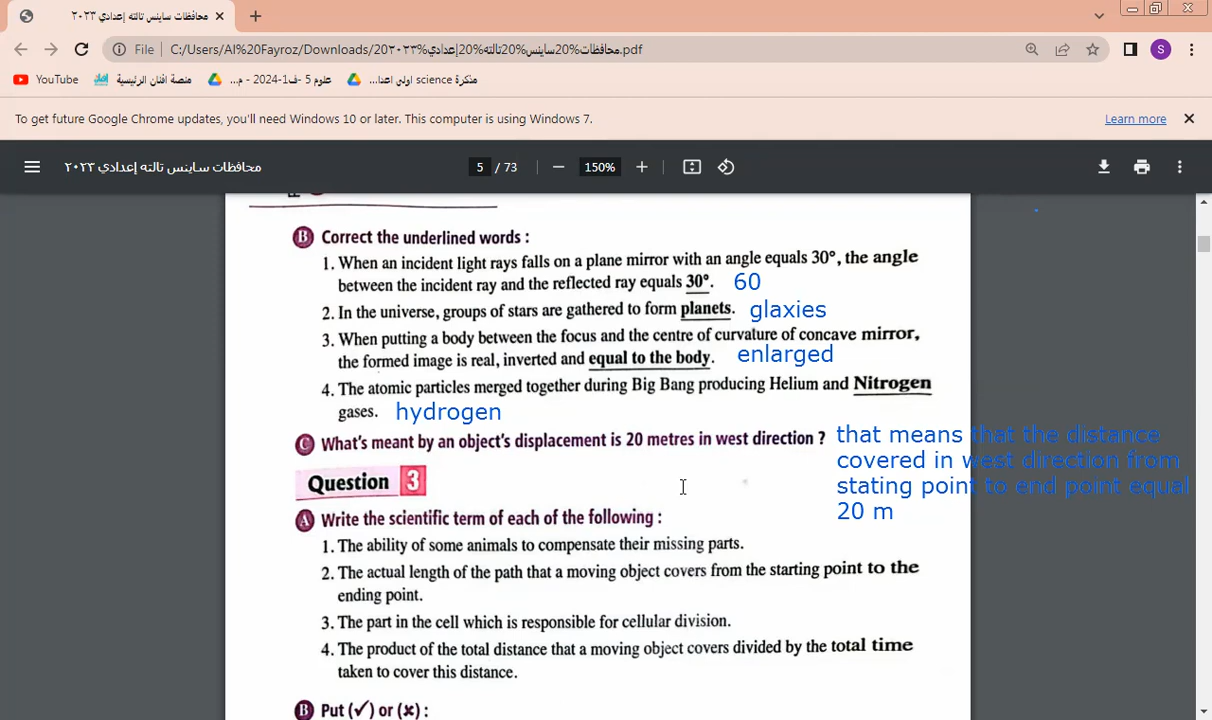 محافظات ساينس تالته إعدادي ٢٠٢٣
File C:/Users/Al%20Fayroz/Downloads/محافظات%20ساينس%20تالته%20إعدادي%20٢٠٢٣.pdf
YouTube منصة افنان الرئيسية علوم 5 -ف1-2024 - م... مذكرة science اولي اعدا...
To get future Google Chrome updates, you'll need Windows 10 or later. This computer is using Windows 7. Learn more
محافظات ساينس تالته إعدادي ٢٠٢٣ 5 / 73 150%
B Correct the underlined words :
1. When an incident light rays falls on a plane mirror with an angle equals 30°, the angle
between the incident ray and the reflected ray equals 30°. 60
2. In the universe, groups of stars are gathered to form planets. glaxies
3. When putting a body between the focus and the centre of curvature of concave mirror,
the formed image is real, inverted and equal to the body. enlarged
4. The atomic particles merged together during Big Bang producing Helium and Nitrogen
gases. hydrogen
C What's meant by an object's displacement is 20 metres in west direction ?
that means that the distance
covered in west direction from
stating point to end point equal
20 m
Question 3
A Write the scientific term of each of the following :
1. The ability of some animals to compensate their missing parts.
2. The actual length of the path that a moving object covers from the starting point to the
ending point.
3. The part in the cell which is responsible for cellular division.
4. The product of the total distance that a moving object covers divided by the total time
taken to cover this distance.
B Put (✓) or (✗) :